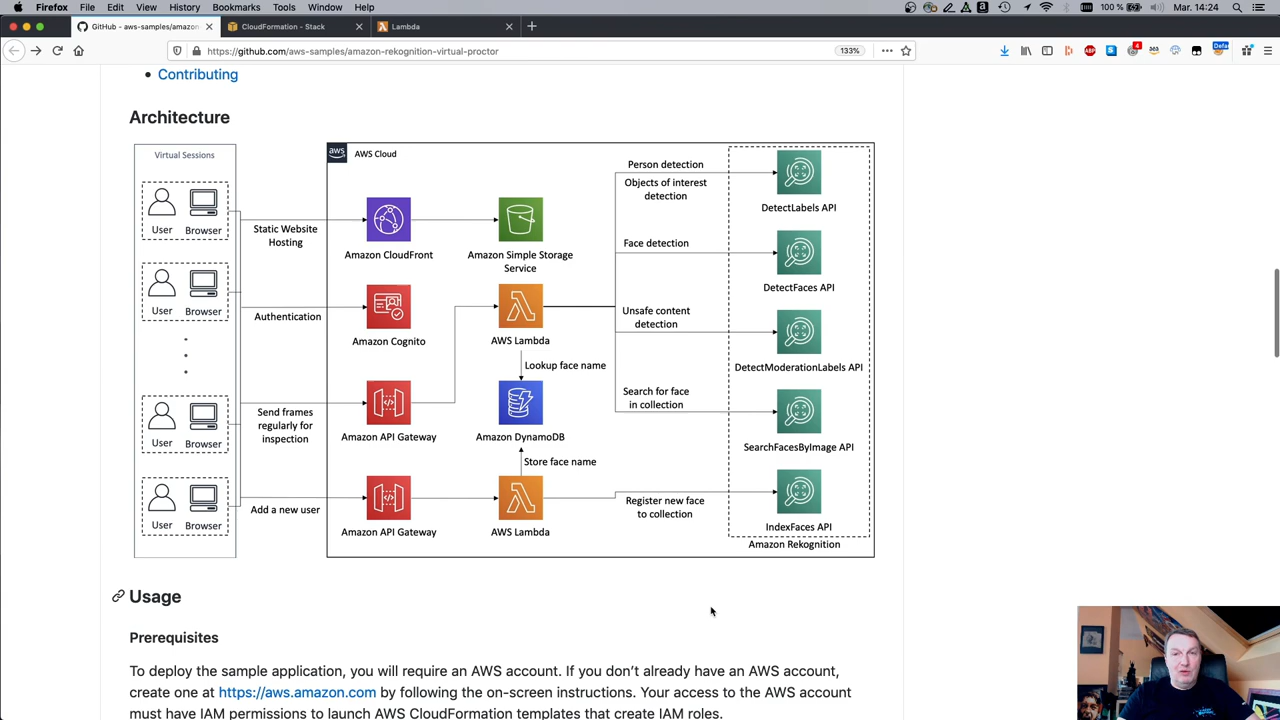 Firefox File Edit View History Bookmarks Tools Window Help
100 % Mar. 14:24
GitHub - aws-samples/amazon
CloudFormation - Stack
Lambda
https://github.com/aws-samples/amazon-rekognition-virtual-proctor
133%
Contributing
Architecture
Virtual Sessions
User
Browser
User
Browser
User
Browser
User
Browser
aws
AWS Cloud
Static Website
Hosting
Amazon CloudFront
Amazon Simple Storage
Service
Authentication
Amazon Cognito
AWS Lambda
Lookup face name
Send frames
regularly for
inspection
Amazon API Gateway
Amazon DynamoDB
Store face name
Add a new user
Amazon API Gateway
AWS Lambda
Person detection
Objects of interest
detection
DetectLabels API
Face detection
DetectFaces API
Unsafe content
detection
DetectModerationLabels API
Search for face
in collection
SearchFacesByImage API
Register new face
to collection
IndexFaces API
Amazon Rekognition
Usage
Prerequisites
To deploy the sample application, you will require an AWS account. If you don't already have an AWS account,
create one at https://aws.amazon.com by following the on-screen instructions. Your access to the AWS account
must have IAM permissions to launch AWS CloudFormation templates that create IAM roles.